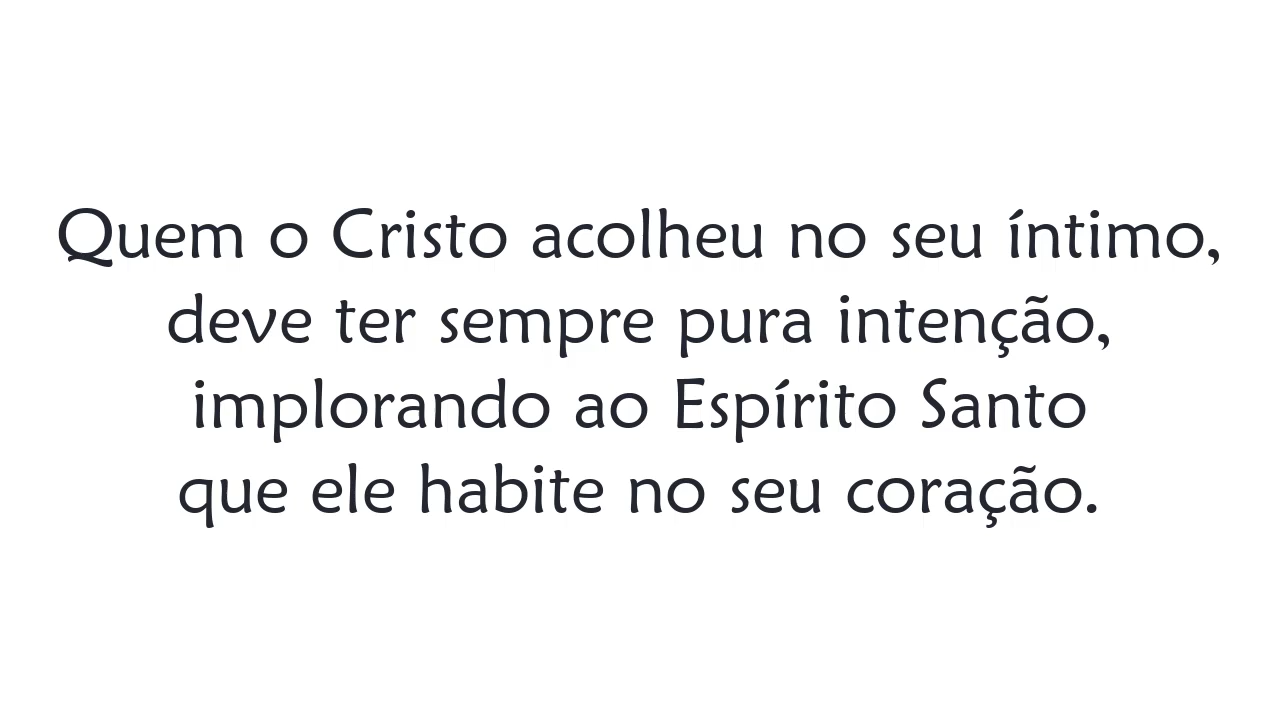 Quem o Cristo acolheu no seu íntimo,
deve ter sempre pura intenção,
implorando ao Espírito Santo
que ele habite no seu coração.